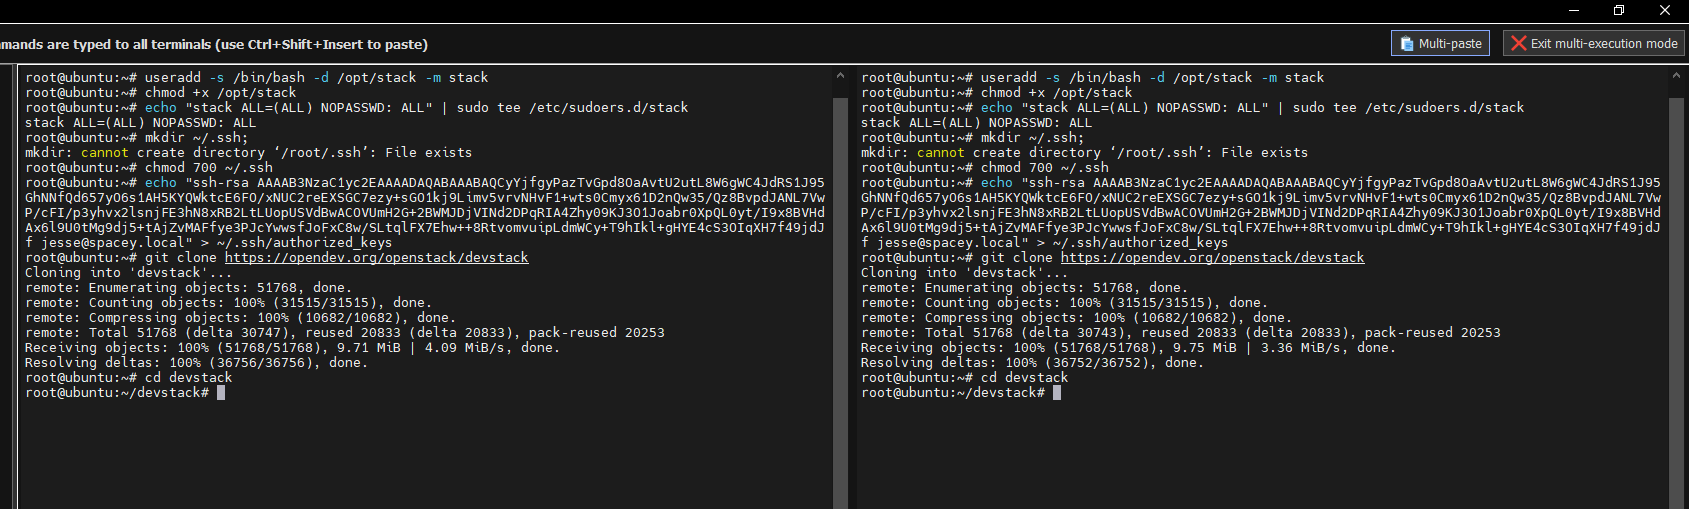 mmands are typed to all terminals (use Ctrl+Shift+Insert to paste)
Multi-paste
Exit multi-execution mode
root@ubuntu:~# useradd -s /bin/bash -d /opt/stack -m stack
root@ubuntu:~# chmod +x /opt/stack
root@ubuntu:~# echo "stack ALL=(ALL) NOPASSWD: ALL" | sudo tee /etc/sudoers.d/stack
stack ALL=(ALL) NOPASSWD: ALL
root@ubuntu:~# mkdir ~/.ssh;
mkdir: cannot create directory ‘/root/.ssh’: File exists
root@ubuntu:~# chmod 700 ~/.ssh
root@ubuntu:~# echo "ssh-rsa AAAAB3NzaC1yc2EAAAADAQABAAABAQCyYjfgyPazTvGpd8OaAvtU2utL8W6gWC4JdRS1J95
GhNNfQd657yO6s1AH5KYQWktcE6FO/xNUC2reEXSGC7ezy+sGO1kj9Limv5vrvNHvF1+wts0Cmyx61D2nQw35/Qz8BvpdJANL7Vw
P/cFI/p3yhvx2lsnjFE3hN8xRB2LtLUopUSVdBwACOVUmH2G+2BWMJDjVINd2DPqRIA4Zhy09KJ3O1Joabr0XpQL0yt/I9x8BVHd
Ax6l9U0tMg9dj5+tAjZvMAFfye3PJcYwwsfJoFxC8w/SLtqlFX7Ehw++8RtvomvuipLdmWCy+T9hIkl+gHYE4cS3OIqXH7f49jdJ
f jesse@spacey.local" > ~/.ssh/authorized_keys
root@ubuntu:~# git clone https://opendev.org/openstack/devstack
Cloning into 'devstack'...
remote: Enumerating objects: 51768, done.
remote: Counting objects: 100% (31515/31515), done.
remote: Compressing objects: 100% (10682/10682), done.
remote: Total 51768 (delta 30747), reused 20833 (delta 20833), pack-reused 20253
Receiving objects: 100% (51768/51768), 9.71 MiB | 4.09 MiB/s, done.
Resolving deltas: 100% (36756/36756), done.
root@ubuntu:~# cd devstack
root@ubuntu:~/devstack#
root@ubuntu:~# useradd -s /bin/bash -d /opt/stack -m stack
root@ubuntu:~# chmod +x /opt/stack
root@ubuntu:~# echo "stack ALL=(ALL) NOPASSWD: ALL" | sudo tee /etc/sudoers.d/stack
stack ALL=(ALL) NOPASSWD: ALL
root@ubuntu:~# mkdir ~/.ssh;
mkdir: cannot create directory ‘/root/.ssh’: File exists
root@ubuntu:~# chmod 700 ~/.ssh
root@ubuntu:~# echo "ssh-rsa AAAAB3NzaC1yc2EAAAADAQABAAABAQCyYjfgyPazTvGpd8OaAvtU2utL8W6gWC4JdRS1J95
GhNNfQd657yO6s1AH5KYQWktcE6FO/xNUC2reEXSGC7ezy+sGO1kj9Limv5vrvNHvF1+wts0Cmyx61D2nQw35/Qz8BvpdJANL7Vw
P/cFI/p3yhvx2lsnjFE3hN8xRB2LtLUopUSVdBwACOVUmH2G+2BWMJDjVINd2DPqRIA4Zhy09KJ3O1Joabr0XpQL0yt/I9x8BVHd
Ax6l9U0tMg9dj5+tAjZvMAFfye3PJcYwwsfJoFxC8w/SLtqlFX7Ehw++8RtvomvuipLdmWCy+T9hIkl+gHYE4cS3OIqXH7f49jdJ
f jesse@spacey.local" > ~/.ssh/authorized_keys
root@ubuntu:~# git clone https://opendev.org/openstack/devstack
Cloning into 'devstack'...
remote: Enumerating objects: 51768, done.
remote: Counting objects: 100% (31515/31515), done.
remote: Compressing objects: 100% (10682/10682), done.
remote: Total 51768 (delta 30743), reused 20833 (delta 20833), pack-reused 20253
Receiving objects: 100% (51768/51768), 9.75 MiB | 3.36 MiB/s, done.
Resolving deltas: 100% (36752/36752), done.
root@ubuntu:~# cd devstack
root@ubuntu:~/devstack#